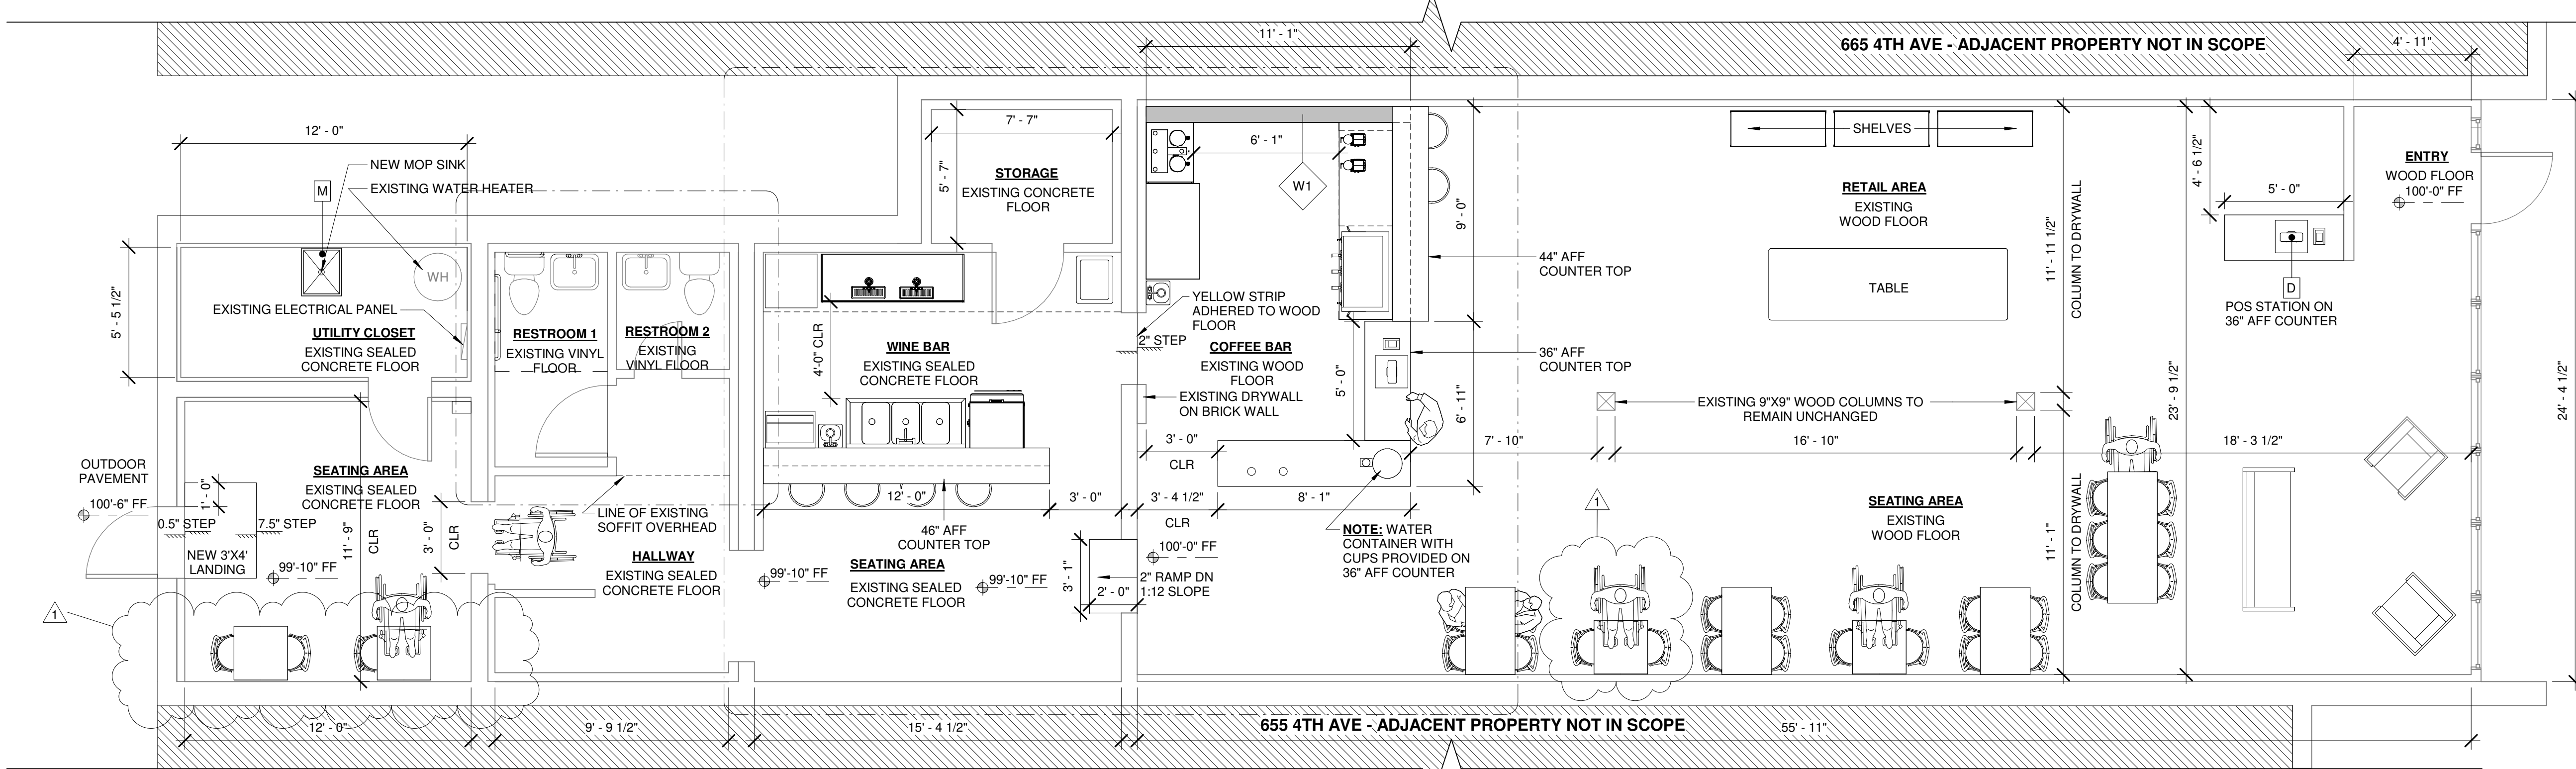 11' - 1"
665 4TH AVE - ADJACENT PROPERTY NOT IN SCOPE
4' - 11"
12' - 0"
NEW MOP SINK
M
EXISTING WATER HEATER
WH
EXISTING ELECTRICAL PANEL
5' - 5 1/2"
UTILITY CLOSET
EXISTING SEALED
CONCRETE FLOOR
RESTROOM 1
EXISTING VINYL
FLOOR
RESTROOM 2
EXISTING
VINYL FLOOR
7' - 7"
5' - 7"
STORAGE
EXISTING CONCRETE
FLOOR
4'-0" CLR
WINE BAR
EXISTING SEALED
CONCRETE FLOOR
6' - 1"
W1
YELLOW STRIP
ADHERED TO WOOD
FLOOR
2" STEP
COFFEE BAR
EXISTING WOOD
FLOOR
EXISTING DRYWALL
ON BRICK WALL
9' - 0"
5' - 0"
6' - 11"
44" AFF
COUNTER TOP
36" AFF
COUNTER TOP
SHELVES
RETAIL AREA
EXISTING
WOOD FLOOR
TABLE
EXISTING 9"X9" WOOD COLUMNS TO
REMAIN UNCHANGED
11' - 11 1/2"
COLUMN TO DRYWALL
23' - 9 1/2"
4' - 6 1/2"
5' - 0"
D
POS STATION ON
36" AFF COUNTER
ENTRY
WOOD FLOOR
100'-0" FF
24' - 4 1/2"
7' - 10"
16' - 10"
18' - 3 1/2"
OUTDOOR
PAVEMENT
100'-6" FF
0.5" STEP
7.5" STEP
1' - 0"
NEW 3'X4'
LANDING
SEATING AREA
EXISTING SEALED
CONCRETE FLOOR
11' - 9"
CLR
3' - 0"
CLR
99'-10" FF
1
LINE OF EXISTING
SOFFIT OVERHEAD
HALLWAY
EXISTING SEALED
CONCRETE FLOOR
12' - 0"
46" AFF
COUNTER TOP
3' - 0"
99'-10" FF
SEATING AREA
EXISTING SEALED
CONCRETE FLOOR
99'-10" FF
3' - 0"
CLR
3' - 4 1/2"
CLR
8' - 1"
100'-0" FF
3' - 1"
2' - 0"
2" RAMP DN
1:12 SLOPE
NOTE: WATER
CONTAINER WITH
CUPS PROVIDED ON
36" AFF COUNTER
1
SEATING AREA
EXISTING
WOOD FLOOR
11' - 1"
COLUMN TO DRYWALL
12' - 0"
9' - 9 1/2"
15' - 4 1/2"
655 4TH AVE - ADJACENT PROPERTY NOT IN SCOPE
55' - 11"